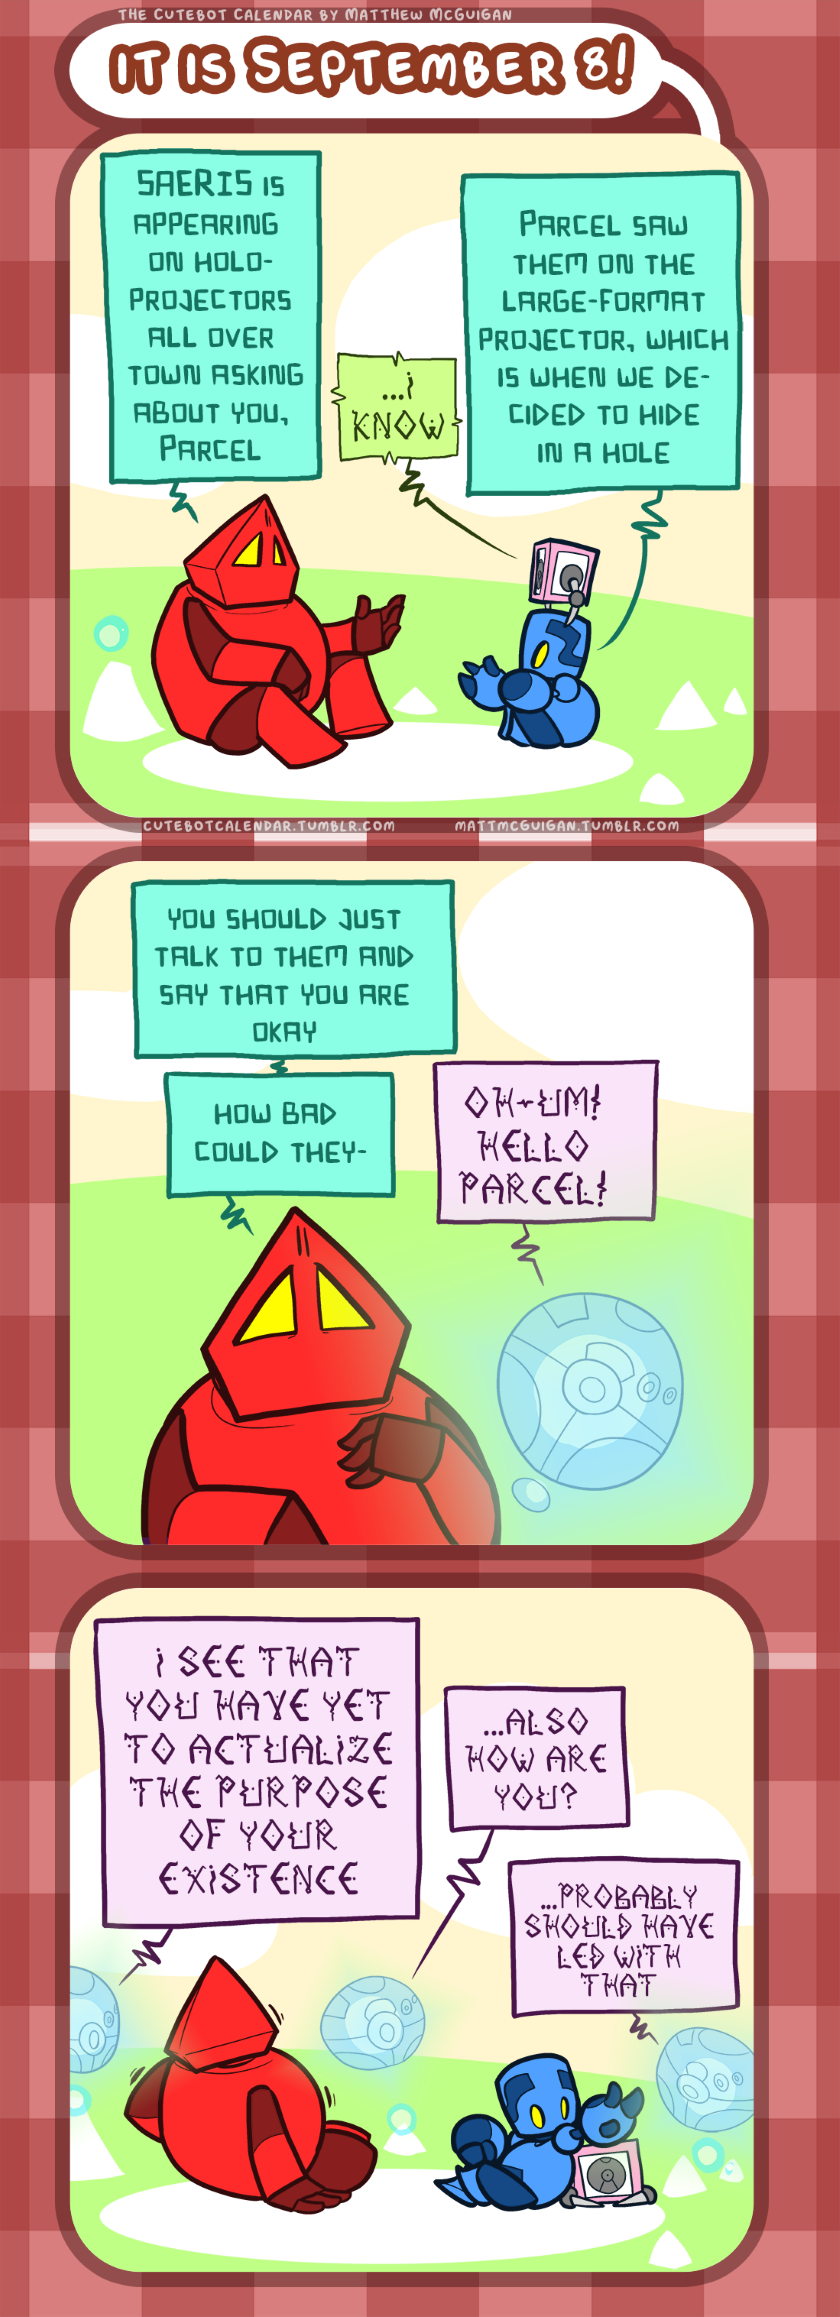 THE CUTEBOT CALENDAR BY MATTHEW MCGUIGAN
IT IS SEPTEMBER 8!
SAERIS IS
APPEARING
ON HOLO-
PROJECTORS
ALL OVER
TOWN ASKING
ABOUT YOU,
PARCEL
...I
KNOW
PARCEL SAW
THEM ON THE
LARGE-FORMAT
PROJECTOR, WHICH
IS WHEN WE DE-
CIDED TO HIDE
IN A HOLE
CUTEBOTCALENDAR.TUMBLR.COM
MATTMCGUIGAN.TUMBLR.COM
YOU SHOULD JUST
TALK TO THEM AND
SAY THAT YOU ARE
OKAY
HOW BAD
COULD THEY-
OH-UM!
HELLO
PARCEL!
I SEE THAT
YOU HAVE YET
TO ACTUALIZE
THE PURPOSE
OF YOUR
EXISTENCE
...ALSO
HOW ARE
YOU?
...PROBABLY
SHOULD HAVE
LED WITH
THAT